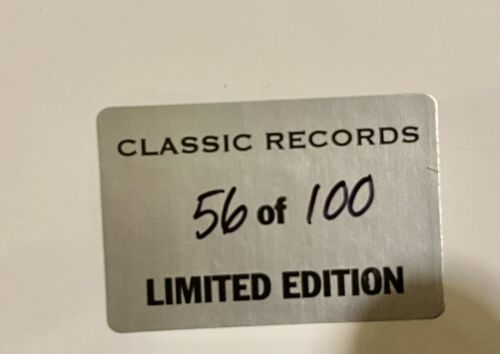 CLASSIC RECORDS
56 of 100
LIMITED EDITION